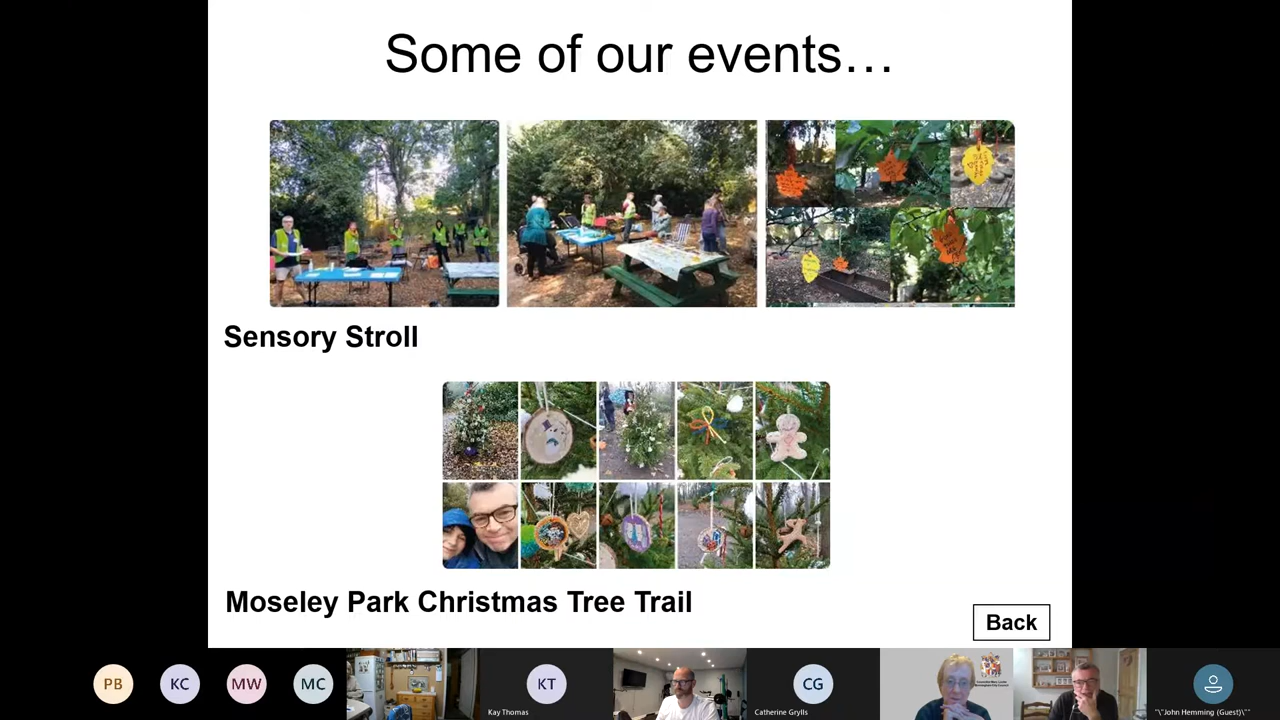 Some of our events…
Sensory Stroll
Moseley Park Christmas Tree Trail
Back
PB
KC
MW
MC
KT
Kay Thomas
CG
Catherine Grylls
"\"John Hemming (Guest)\""